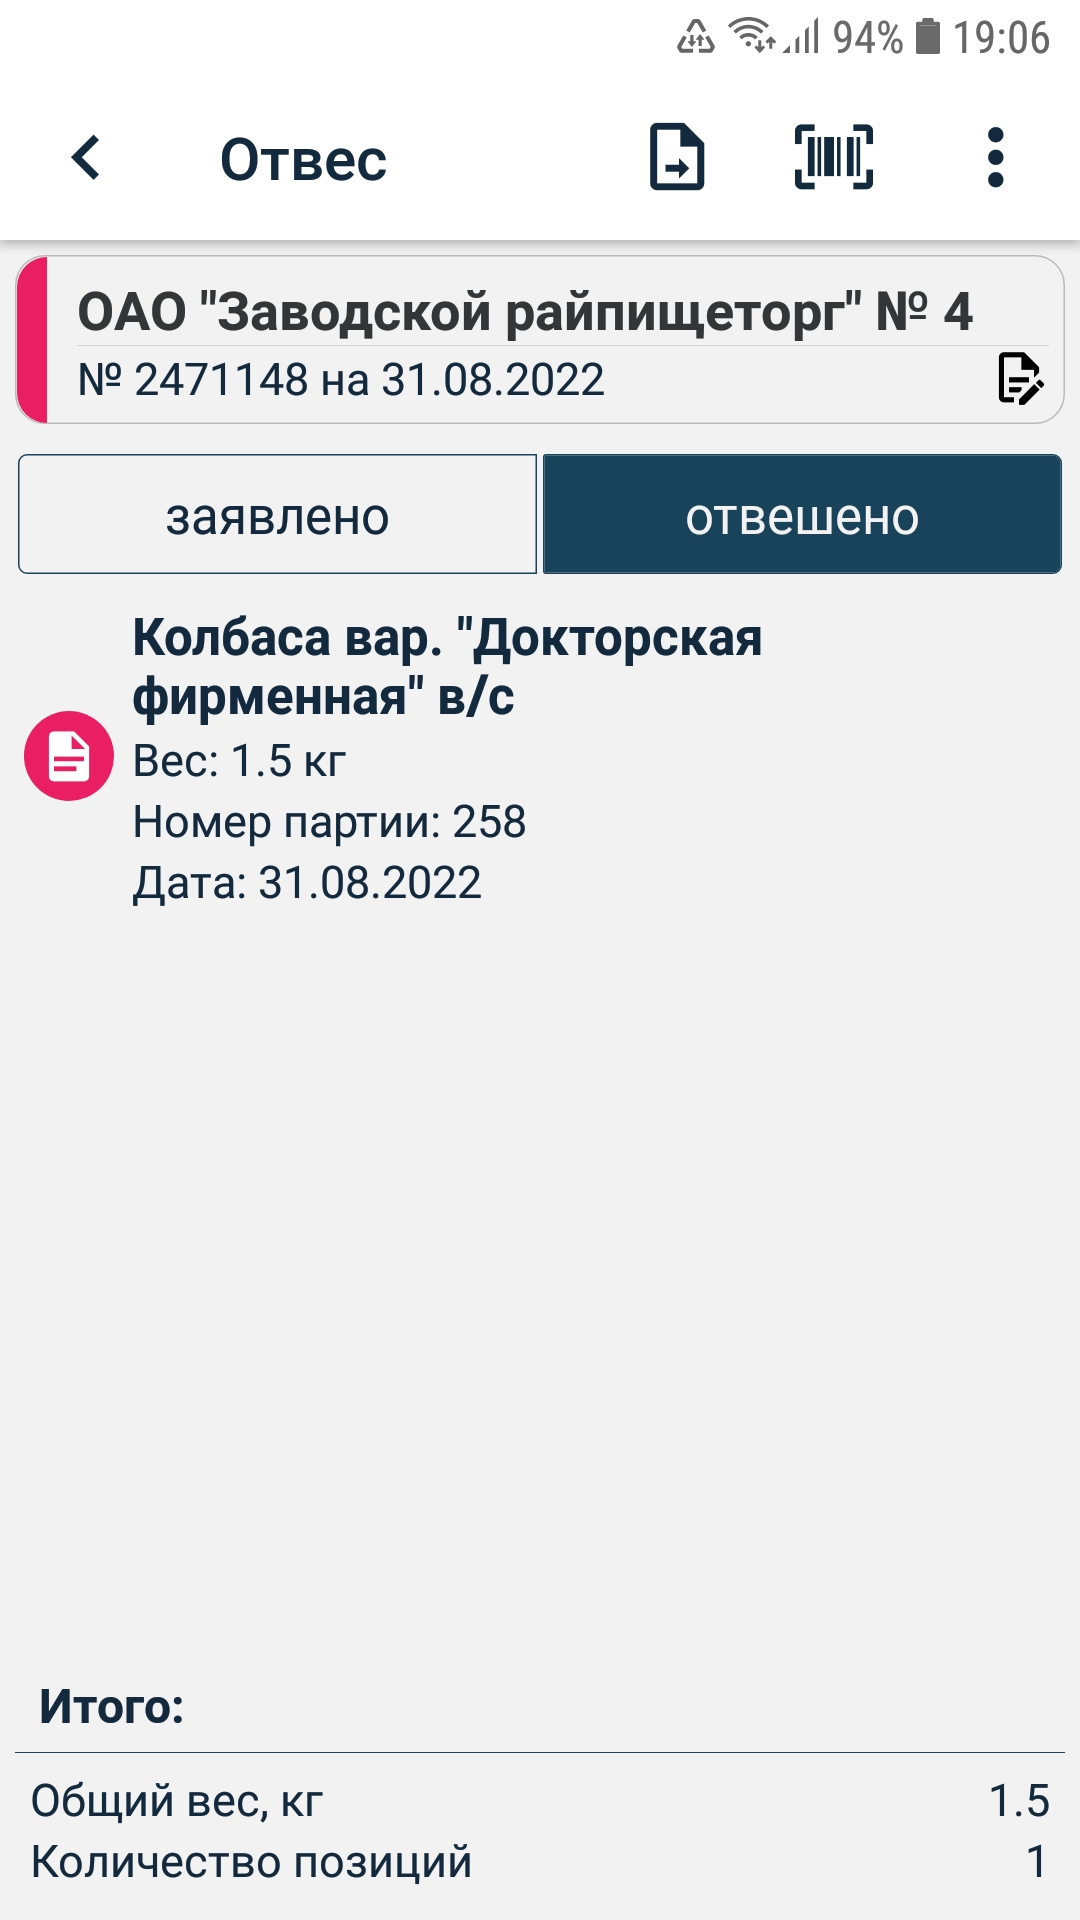 94% 19:06
Отвес
ОАО "Заводской райпищеторг" № 4
№ 2471148 на 31.08.2022
заявлено отвешено
Колбаса вар. "Докторская
фирменная" в/с
Вес: 1.5 кг
Номер партии: 258
Дата: 31.08.2022
Итого:
Общий вес, кг 1.5
Количество позиций 1